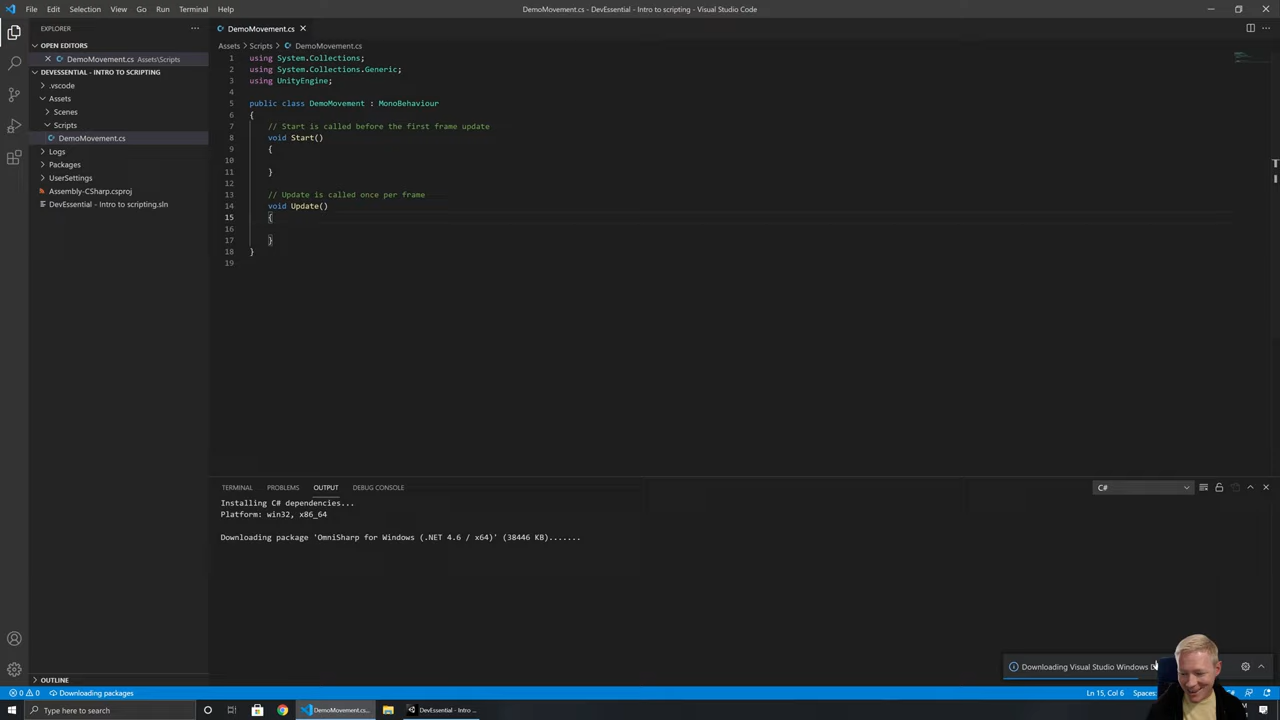 File Edit Selection View Go Run Terminal Help
DemoMovement.cs - DevEssential - Intro to scripting - Visual Studio Code
EXPLORER
OPEN EDITORS
DemoMovement.cs Assets\Scripts
DEVESSENTIAL - INTRO TO SCRIPTING
.vscode
Assets
Scenes
Scripts
DemoMovement.cs
Logs
Packages
UserSettings
Assembly-CSharp.csproj
DevEssential - Intro to scripting.sln
OUTLINE
DemoMovement.cs
Assets > Scripts > DemoMovement.cs
1 using System.Collections;
2 using System.Collections.Generic;
3 using UnityEngine;
4
5 public class DemoMovement : MonoBehaviour
6 {
7 // Start is called before the first frame update
8 void Start()
9 {
10
11 }
12
13 // Update is called once per frame
14 void Update()
15 {
16
17 }
18 }
19
TERMINAL PROBLEMS OUTPUT DEBUG CONSOLE
C#
Installing C# dependencies...
Platform: win32, x86_64
Downloading package 'OmniSharp for Windows (.NET 4.6 / x64)' (38446 KB).......
Downloading Visual Studio Windows
0 0 Downloading packages
Ln 15, Col 6 Spaces:
Type here to search
DemoMovement.cs...
DevEssential - Intro ...